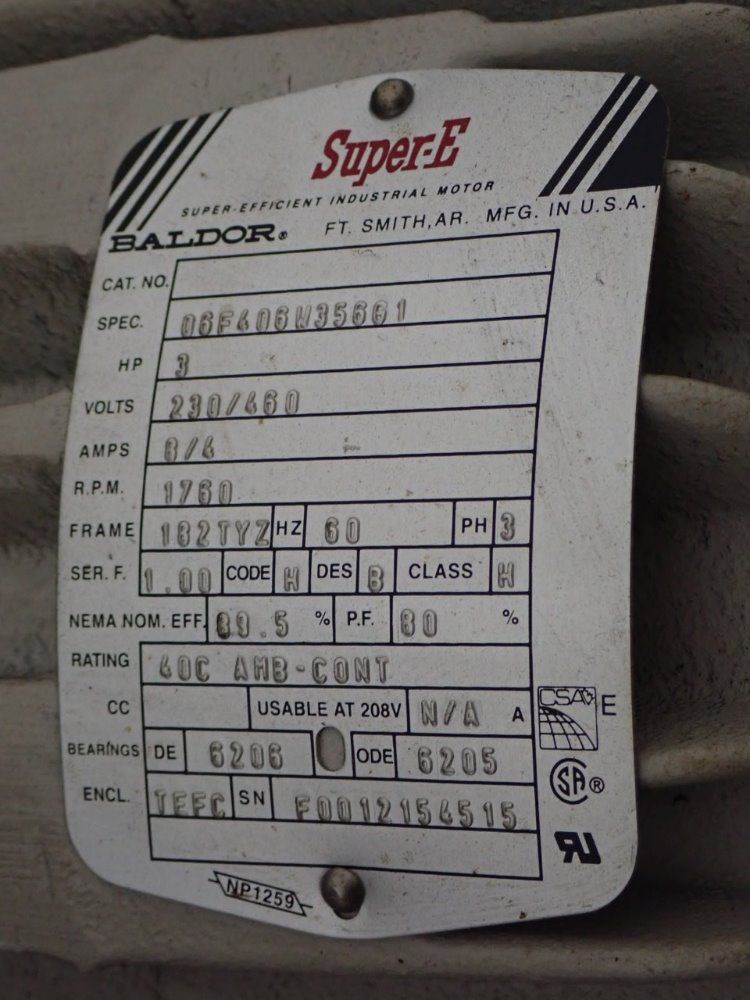 Super-E
SUPER-EFFICIENT INDUSTRIAL MOTOR
BALDOR® FT. SMITH, AR. MFG. IN U.S.A.
CAT. NO.
SPEC. 06F406W356G1
HP 3
VOLTS 230/460
AMPS 8/4
R.P.M. 1760
FRAME 182TYZ HZ 60 PH 3
SER. F. 1.00 CODE H DES B CLASS H
NEMA NOM. EFF. 89.5 % P.F. 80 %
RATING 40C AMB-CONT
CC USABLE AT 208V N/A A
BEARINGS DE 6206 ODE 6205
ENCL. TEFC SN F0012154515
CSA E
SA ®
UR
NP1259